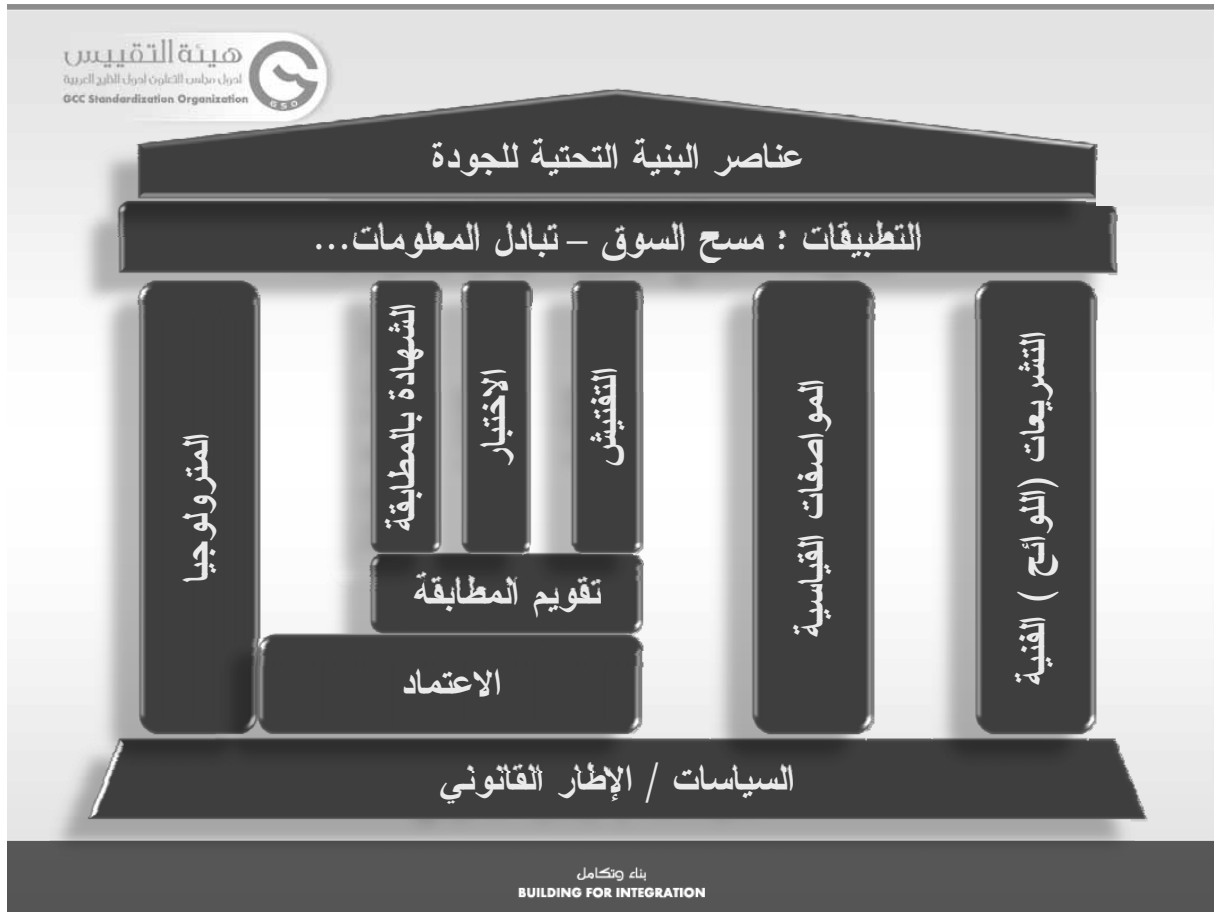 هيئة التقييس
لدول مجلس التعاون لدول الخليج العربية
GCC Standardization Organization
GSO
عناصر البنية التحتية للجودة
التطبيقات : مسح السوق – تبادل المعلومات...
التشريعات (اللوائح ) الفنية
المواصفات القياسية
التفتيش
الاختبار
الشهادة بالمطابقة
المترولوجيا
تقويم المطابقة
الاعتماد
السياسات / الإطار القانوني
بناء وتكامل
BUILDING FOR INTEGRATION